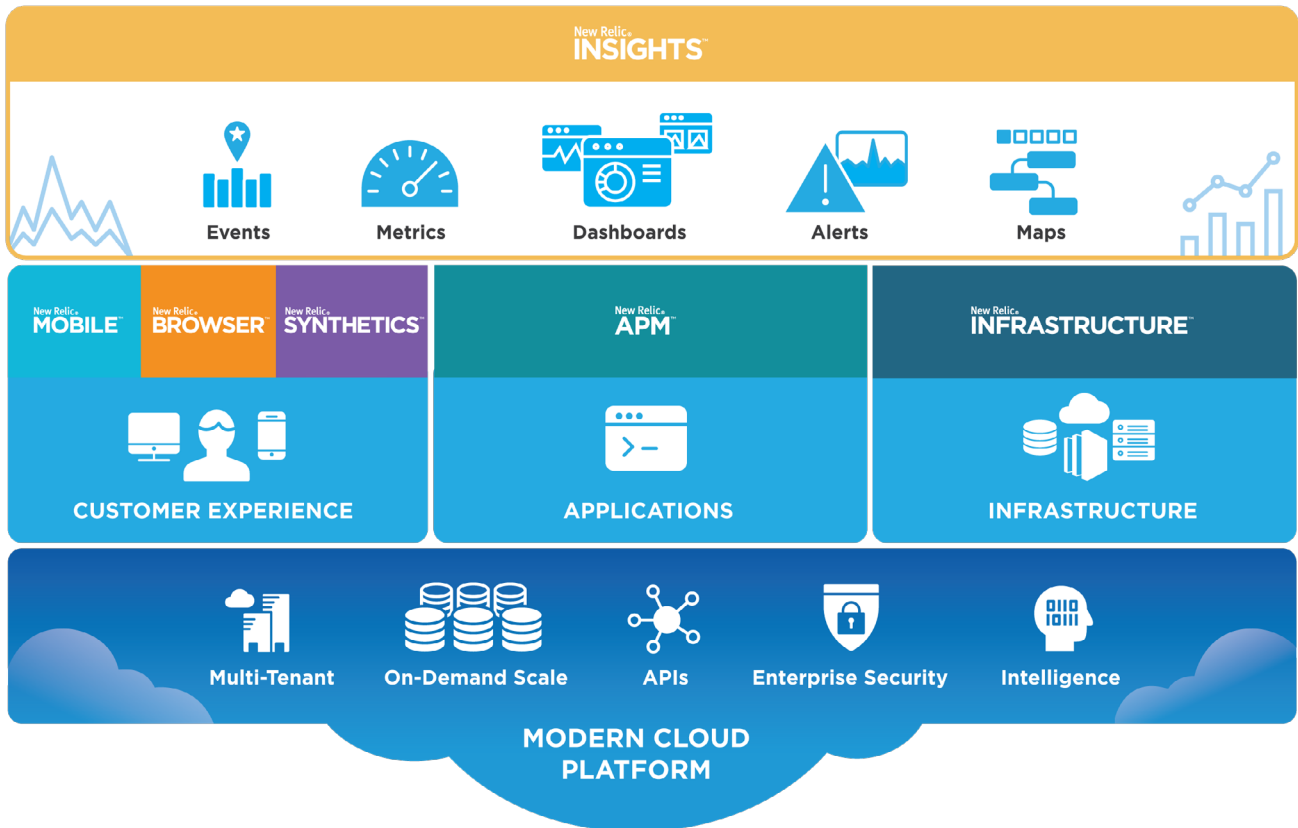 New Relic®
INSIGHTS™
Events
Metrics
Dashboards
Alerts
Maps
New Relic®
MOBILE™
New Relic®
BROWSER™
New Relic®
SYNTHETICS™
New Relic®
APM™
New Relic®
INFRASTRUCTURE™
CUSTOMER EXPERIENCE
APPLICATIONS
INFRASTRUCTURE
0110
1011
Multi-Tenant
On-Demand Scale
APIs
Enterprise Security
Intelligence
MODERN CLOUD
PLATFORM